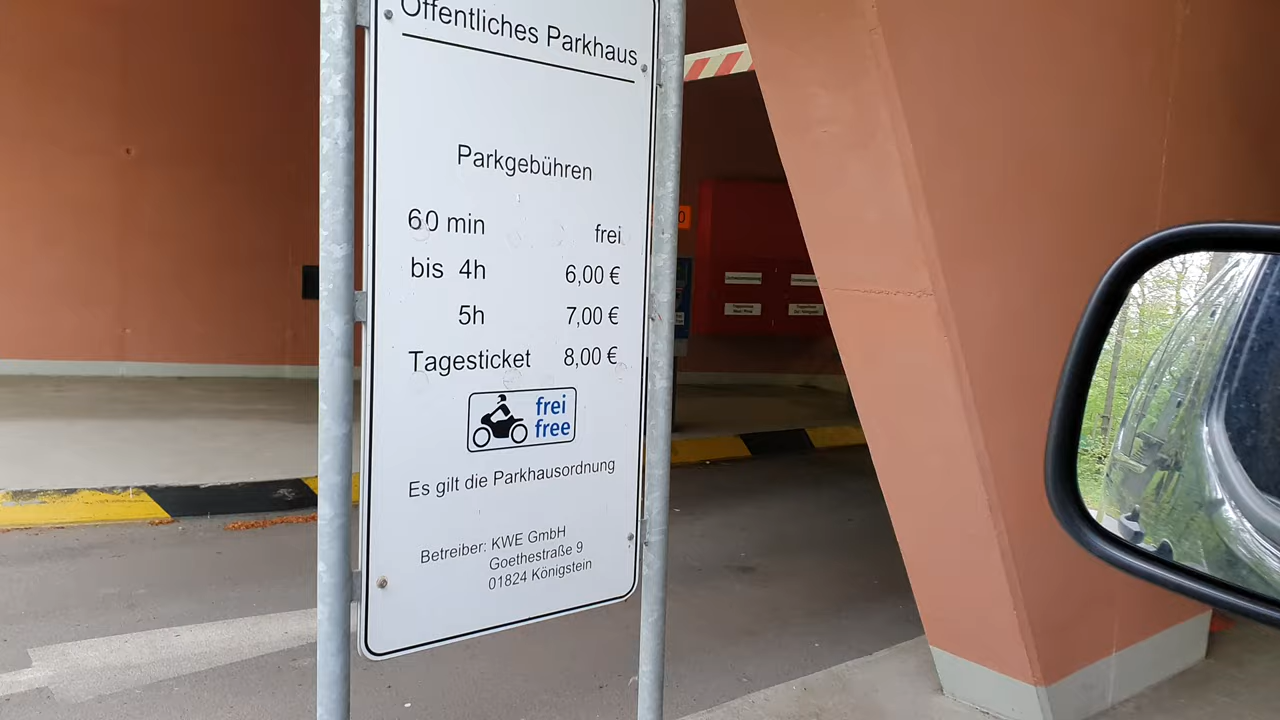 Öffentliches Parkhaus
Parkgebühren
60 min frei
bis 4h 6,00 €
5h 7,00 €
Tagesticket 8,00 €
frei
free
Es gilt die Parkhausordnung
Betreiber: KWE GmbH
Goethestraße 9
01824 Königstein